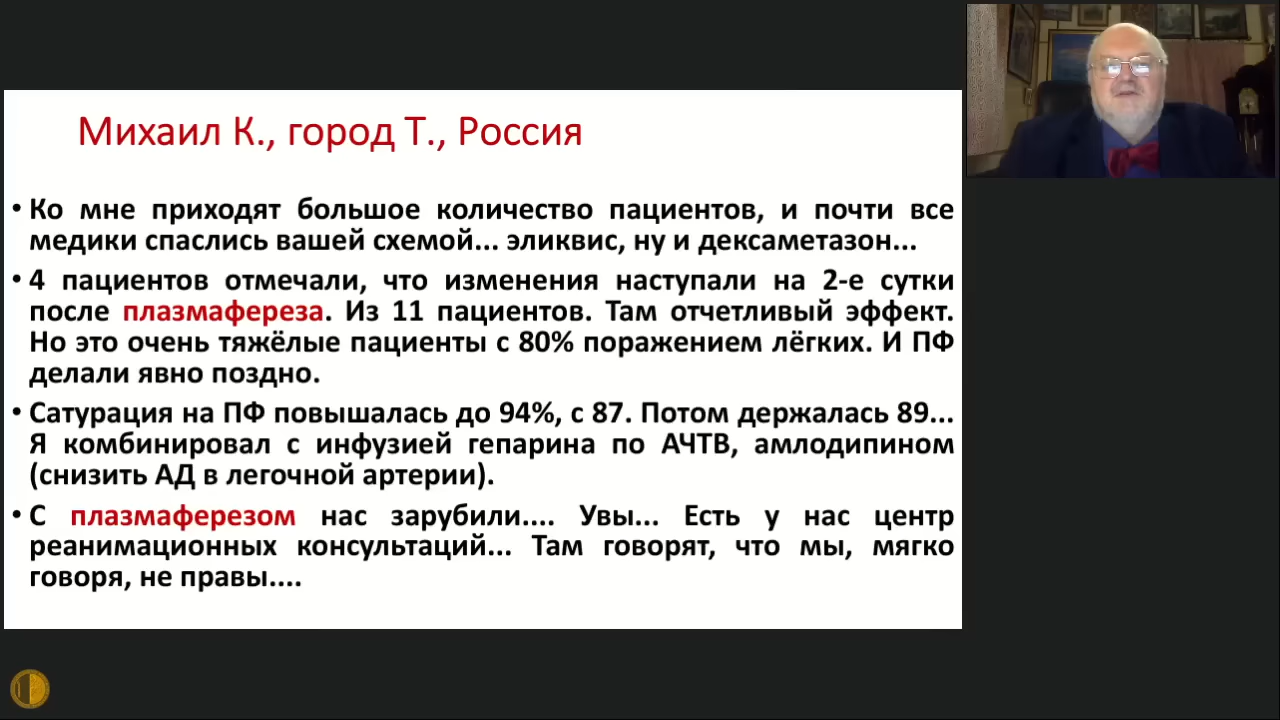 Михаил К., город Т., Россия
• Ко мне приходят большое количество пациентов, и почти все
медики спаслись вашей схемой... эликвис, ну и дексаметазон...
• 4 пациентов отмечали, что изменения наступали на 2-е сутки
после плазмафереза. Из 11 пациентов. Там отчетливый эффект.
Но это очень тяжёлые пациенты с 80% поражением лёгких. И ПФ
делали явно поздно.
• Сатурация на ПФ повышалась до 94%, с 87. Потом держалась 89...
Я комбинировал с инфузией гепарина по АЧТВ, амлодипином
(снизить АД в легочной артерии).
• С плазмаферезом нас зарубили.... Увы... Есть у нас центр
реанимационных консультаций... Там говорят, что мы, мягко
говоря, не правы....